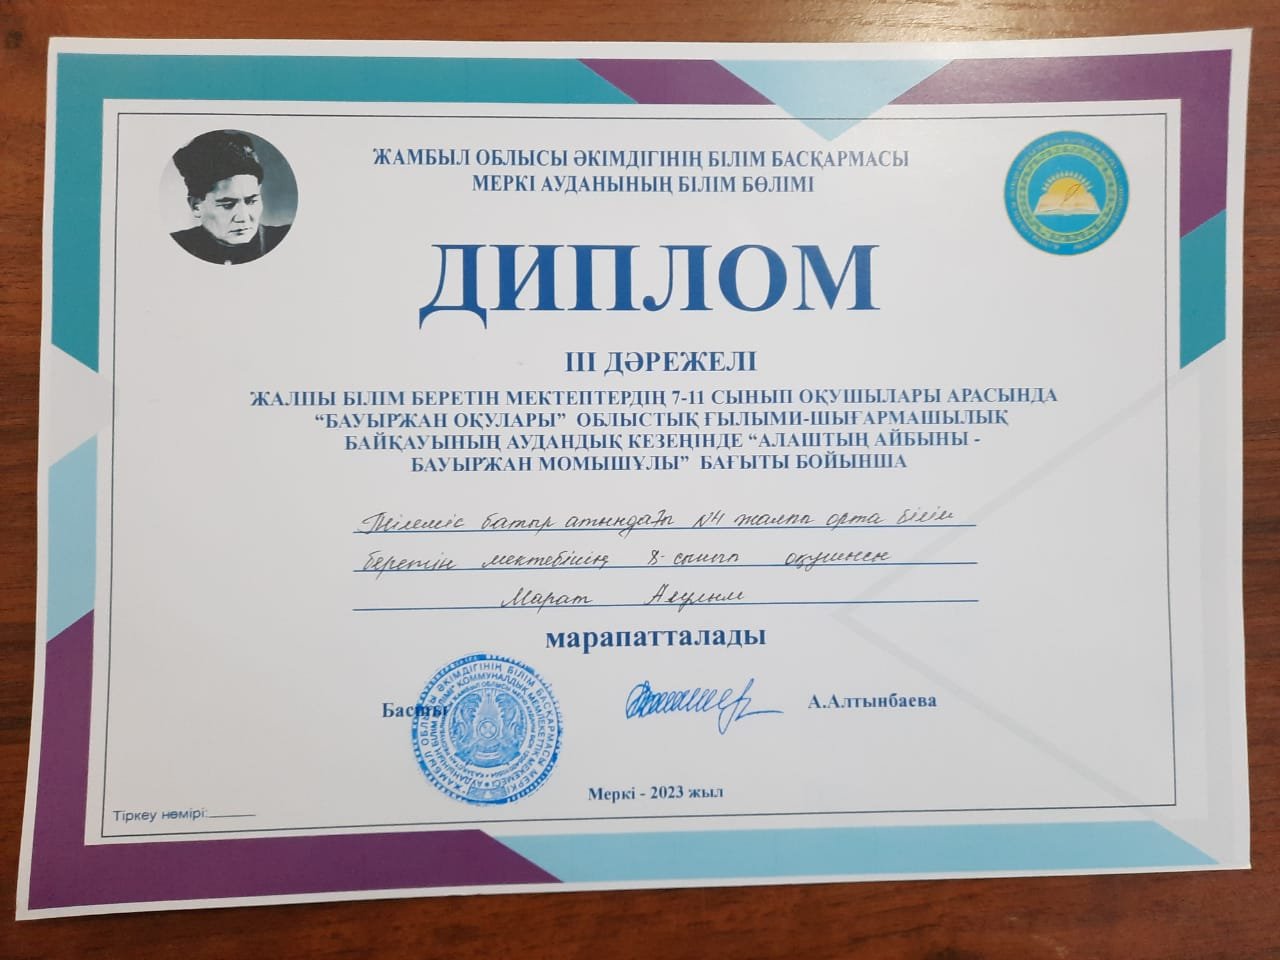 ЖАМБЫЛ ОБЛЫСЫ ӘКІМДІГІНІҢ БІЛІМ БАСҚАРМАСЫ
МЕРКІ АУДАНЫНЫҢ БІЛІМ БӨЛІМІ
ДИПЛОМ
ІІІ ДӘРЕЖЕЛІ
ЖАЛПЫ БІЛІМ БЕРЕТІН МЕКТЕПТЕРДІҢ 7-11 СЫНЫП ОҚУШЫЛАРЫ АРАСЫНДА
“БАУЫРЖАН ОҚУЛАРЫ” ОБЛЫСТЫҚ ҒЫЛЫМИ-ШЫҒАРМАШЫЛЫҚ
БАЙҚАУЫНЫҢ АУДАНДЫҚ КЕЗЕҢІНДЕ “АЛАШТЫҢ АЙБЫНЫ -
БАУЫРЖАН МОМЫШҰЛЫ” БАҒЫТЫ БОЙЫНША
батыр атындағы №4 жалпы орта білім
беретін мектебінің 8-сынып оқушысы
Марат
марапатталады
Басшы
А.Алтынбаева
Меркі - 2023 жыл
Тіркеу нөмірі: